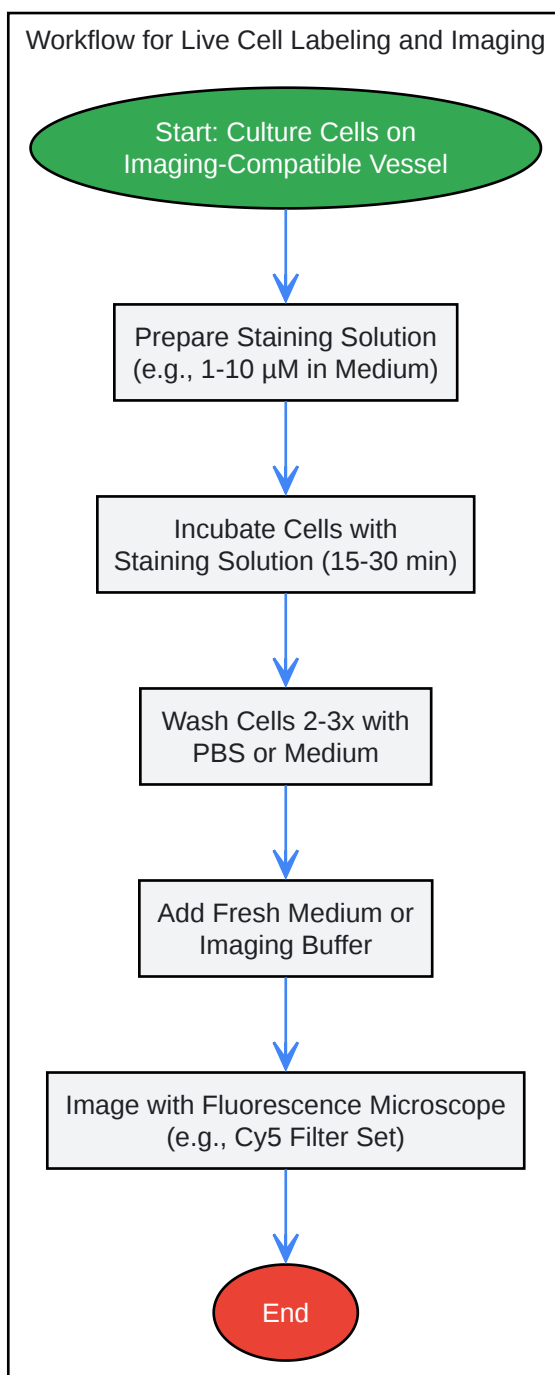 Workflow for Live Cell Labeling and Imaging
Start: Culture Cells on
Imaging-Compatible Vessel
Prepare Staining Solution
(e.g., 1-10 µM in Medium)
Incubate Cells with
Staining Solution (15-30 min)
Wash Cells 2-3x with
PBS or Medium
Add Fresh Medium or
Imaging Buffer
Image with Fluorescence Microscope
(e.g., Cy5 Filter Set)
End